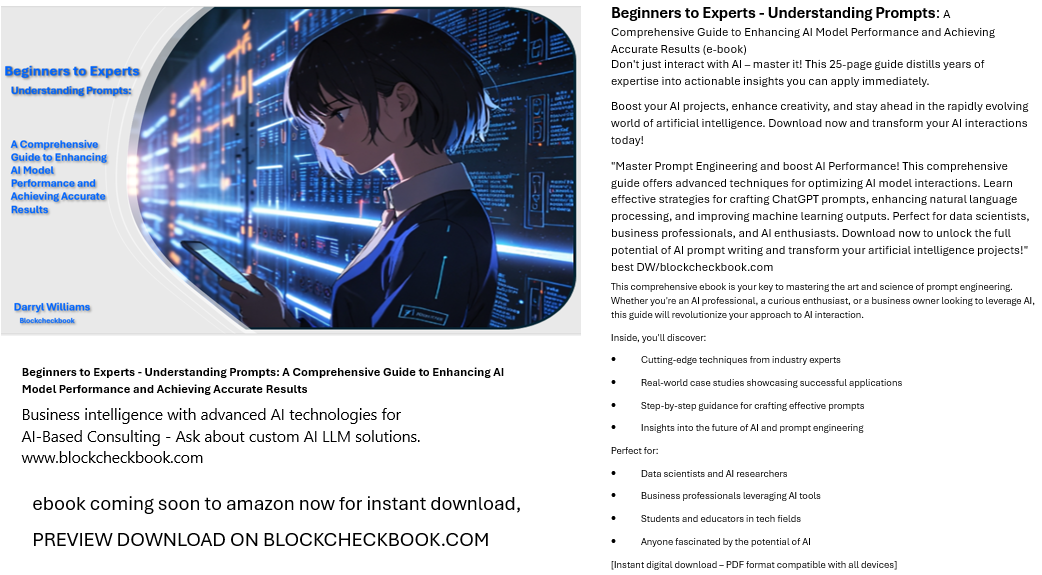 Beginners to Experts
Understanding Prompts:
A Comprehensive
Guide to Enhancing
AI Model
Performance and
Achieving Accurate
Results
Darryl Williams
Blockcheckbook
Beginners to Experts - Understanding Prompts: A Comprehensive Guide to Enhancing AI
Model Performance and Achieving Accurate Results
Business intelligence with advanced AI technologies for
AI-Based Consulting - Ask about custom AI LLM solutions.
www.blockcheckbook.com
ebook coming soon to amazon now for instant download,
PREVIEW DOWNLOAD ON BLOCKCHECKBOOK.COM
Beginners to Experts - Understanding Prompts: A
Comprehensive Guide to Enhancing AI Model Performance and Achieving
Accurate Results (e-book)
Don't just interact with AI – master it! This 25-page guide distills years of
expertise into actionable insights you can apply immediately.
Boost your AI projects, enhance creativity, and stay ahead in the rapidly evolving
world of artificial intelligence. Download now and transform your AI interactions
today!
"Master Prompt Engineering and boost AI Performance! This comprehensive
guide offers advanced techniques for optimizing AI model interactions. Learn
effective strategies for crafting ChatGPT prompts, enhancing natural language
processing, and improving machine learning outputs. Perfect for data scientists,
business professionals, and AI enthusiasts. Download now to unlock the full
potential of AI prompt writing and transform your artificial intelligence projects!"
best DW/blockcheckbook.com
This comprehensive ebook is your key to mastering the art and science of prompt engineering.
Whether you're an AI professional, a curious enthusiast, or a business owner looking to leverage AI,
this guide will revolutionize your approach to AI interaction.
Inside, you'll discover:
• Cutting-edge techniques from industry experts
• Real-world case studies showcasing successful applications
• Step-by-step guidance for crafting effective prompts
• Insights into the future of AI and prompt engineering
Perfect for:
• Data scientists and AI researchers
• Business professionals leveraging AI tools
• Students and educators in tech fields
• Anyone fascinated by the potential of AI
[Instant digital download – PDF format compatible with all devices]